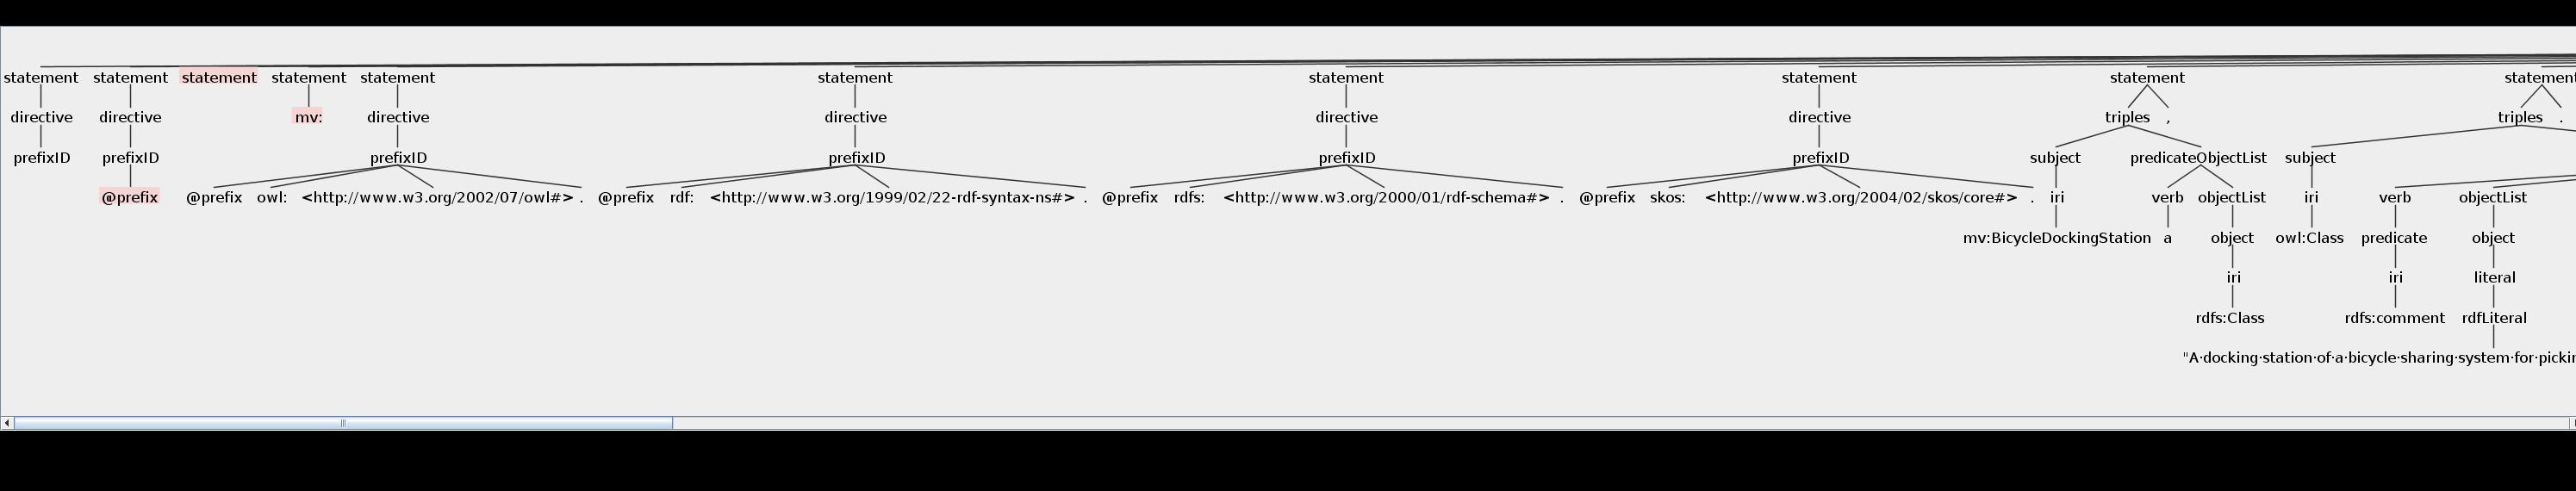 statement statement statement statement statement statement statement statement statement statement
directive directive mv: directive directive directive directive triples , triples .
prefixID prefixID prefixID prefixID prefixID prefixID subject predicateObjectList subject
@prefix @prefix owl: <http://www.w3.org/2002/07/owl#> . @prefix rdf: <http://www.w3.org/1999/02/22-rdf-syntax-ns#> . @prefix rdfs: <http://www.w3.org/2000/01/rdf-schema#> . @prefix skos: <http://www.w3.org/2004/02/skos/core#> . iri verb objectList iri verb objectList
mv:BicycleDockingStation a object owl:Class predicate object
iri iri literal
rdfs:Class rdfs:comment rdfLiteral
"A·docking·station·of·a·bicycle·sharing·system·for·pickin